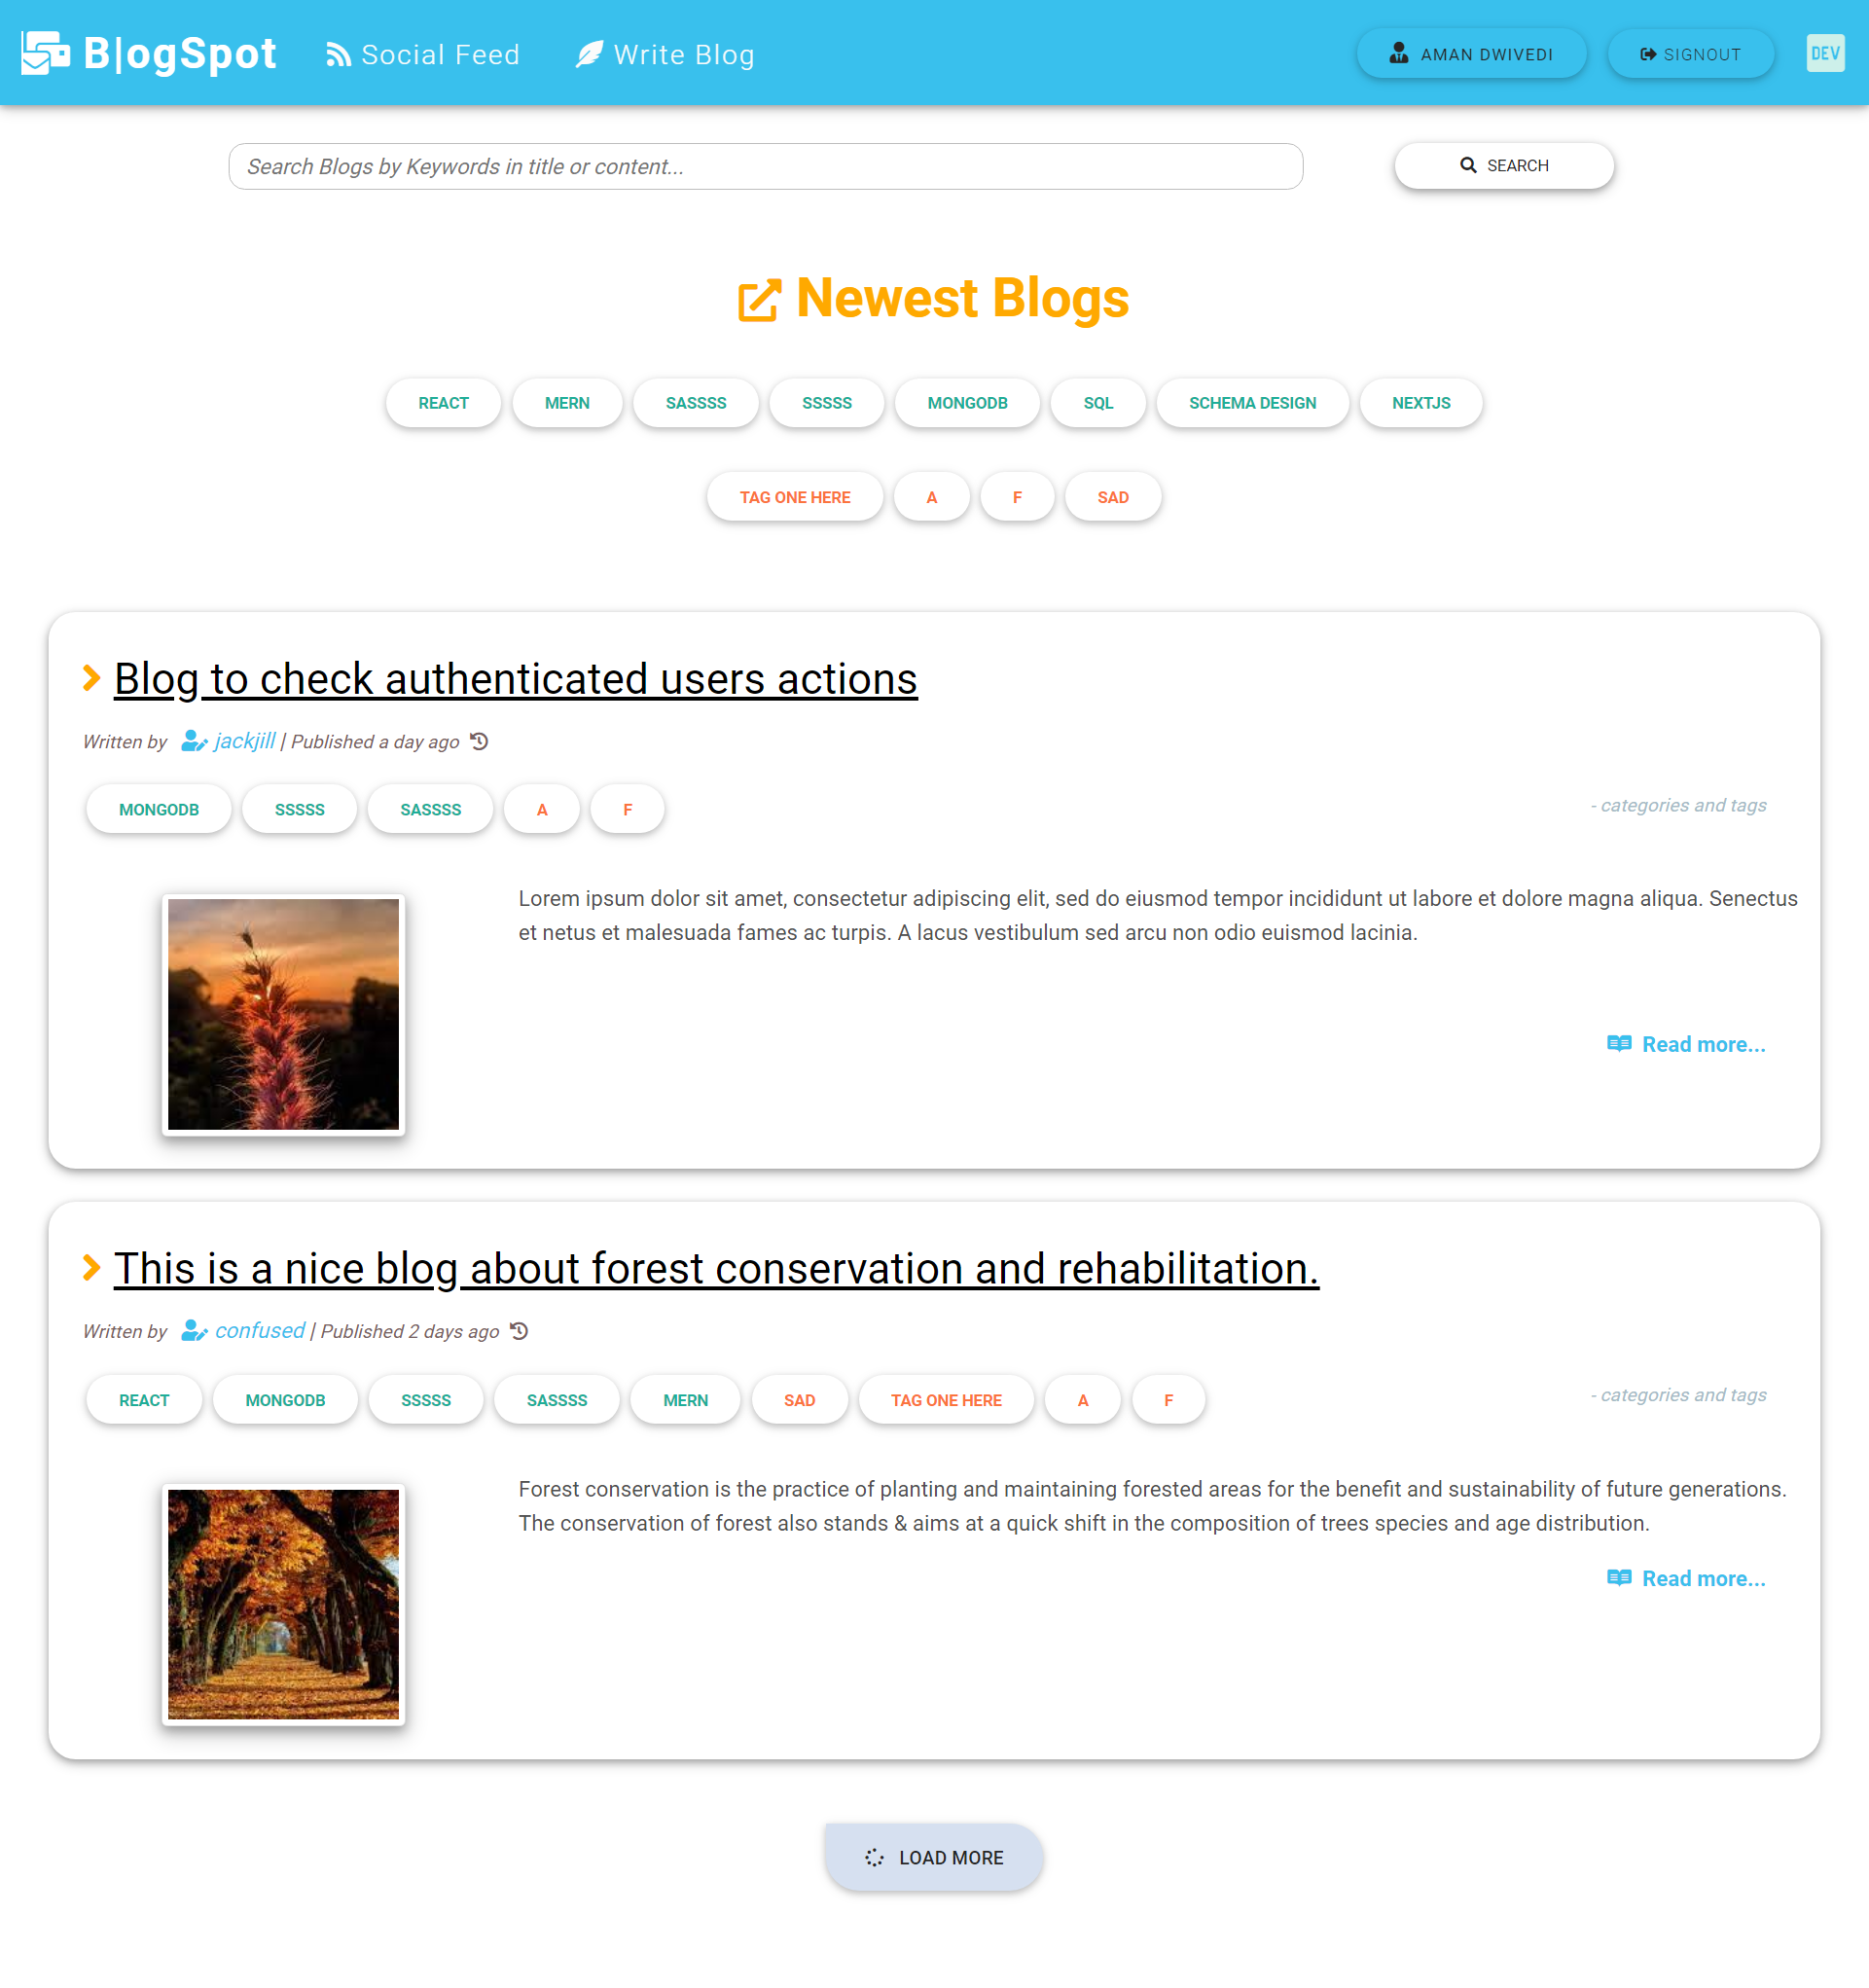 B|ogSpot Social Feed Write Blog AMAN DWIVEDI SIGNOUT DEV
Search Blogs by Keywords in title or content... SEARCH
Newest Blogs
REACT MERN SASSSS SSSSS MONGODB SQL SCHEMA DESIGN NEXTJS
TAG ONE HERE A F SAD
Blog to check authenticated users actions
Written by jackjill | Published a day ago
MONGODB SSSSS SASSSS A F - categories and tags
Lorem ipsum dolor sit amet, consectetur adipiscing elit, sed do eiusmod tempor incididunt ut labore et dolore magna aliqua. Senectus
et netus et malesuada fames ac turpis. A lacus vestibulum sed arcu non odio euismod lacinia.
Read more...
This is a nice blog about forest conservation and rehabilitation.
Written by confused | Published 2 days ago
REACT MONGODB SSSSS SASSSS MERN SAD TAG ONE HERE A F - categories and tags
Forest conservation is the practice of planting and maintaining forested areas for the benefit and sustainability of future generations.
The conservation of forest also stands & aims at a quick shift in the composition of trees species and age distribution.
Read more...
LOAD MORE